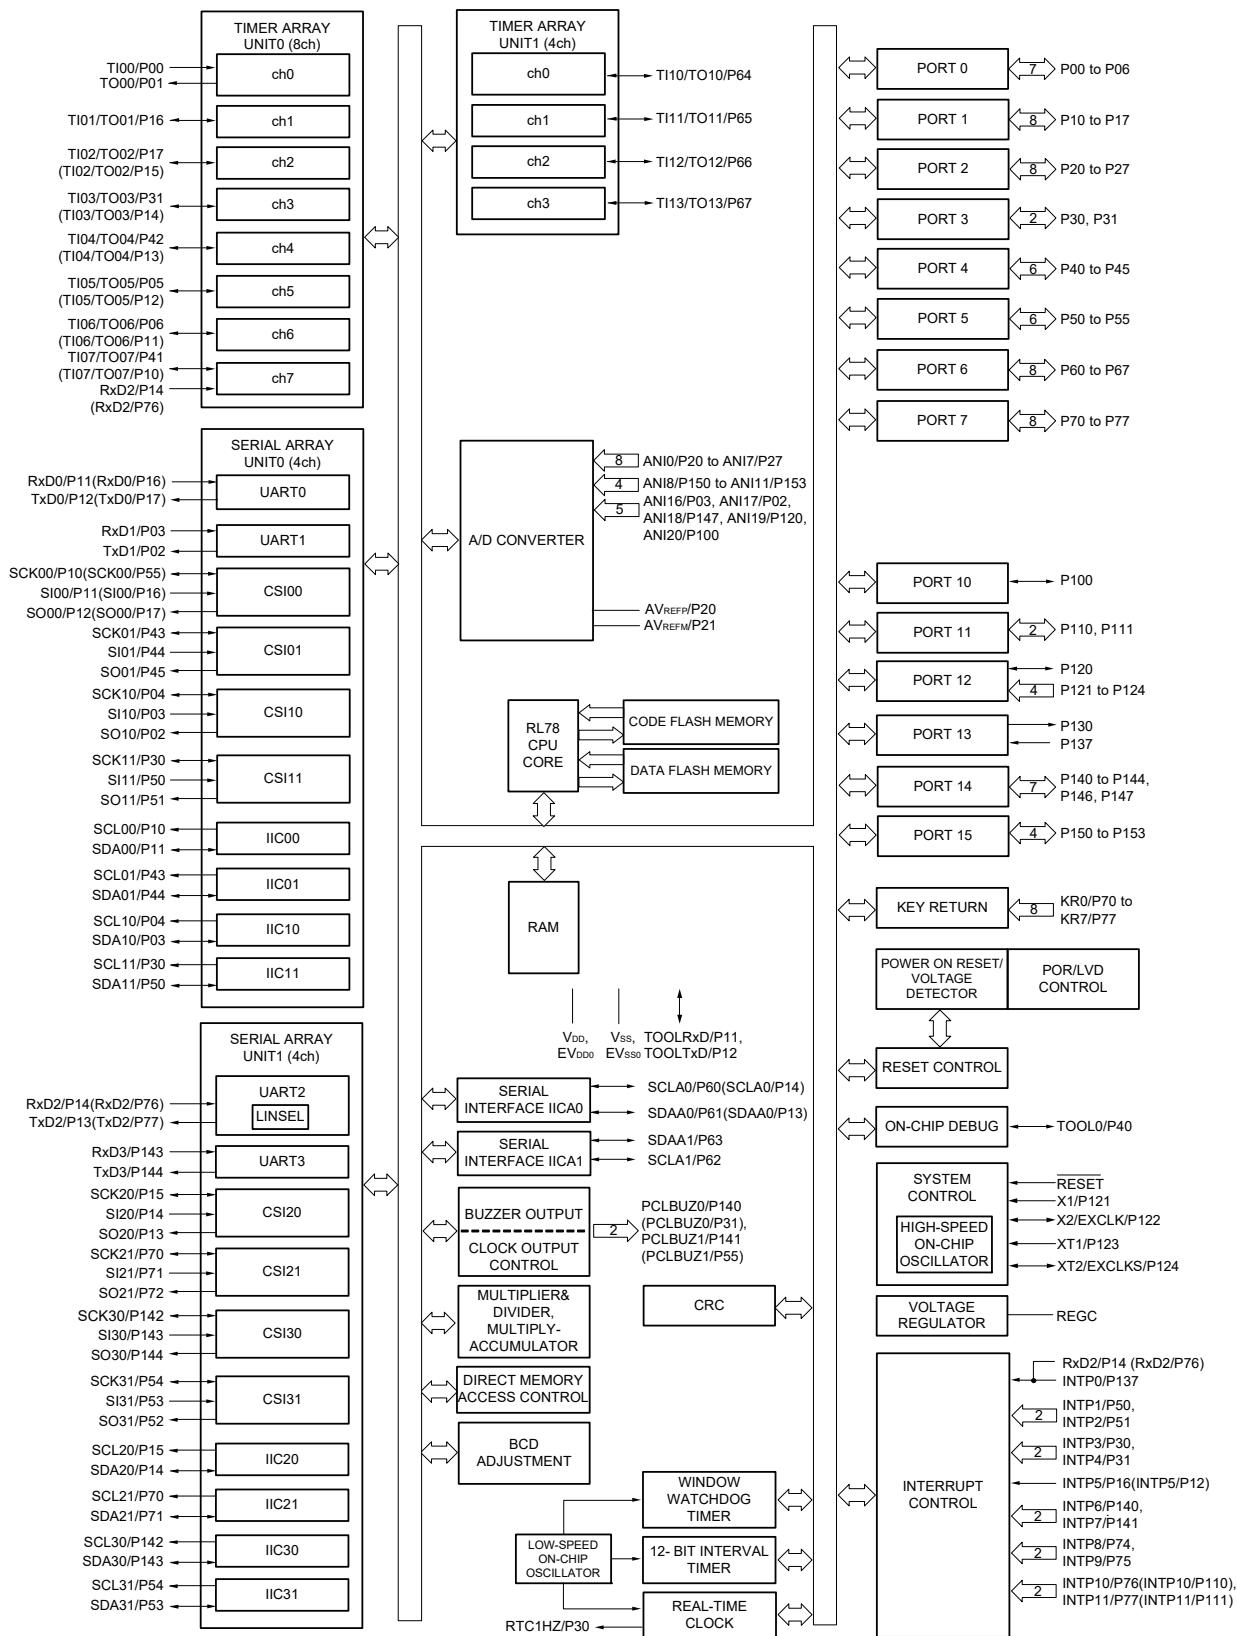 TIMER ARRAY
UNIT0 (8ch)
ch0
TI00/P00
TO00/P01
ch1
TI01/TO01/P16
ch2
TI02/TO02/P17
(TI02/TO02/P15)
ch3
TI03/TO03/P31
(TI03/TO03/P14)
ch4
TI04/TO04/P42
(TI04/TO04/P13)
ch5
TI05/TO05/P05
(TI05/TO05/P12)
ch6
TI06/TO06/P06
(TI06/TO06/P11)
ch7
TI07/TO07/P41
(TI07/TO07/P10)
RxD2/P14
(RxD2/P76)
SERIAL ARRAY
UNIT0 (4ch)
UART0
RxD0/P11(RxD0/P16)
TxD0/P12(TxD0/P17)
UART1
RxD1/P03
TxD1/P02
CSI00
SCK00/P10(SCK00/P55)
SI00/P11(SI00/P16)
SO00/P12(SO00/P17)
CSI01
SCK01/P43
SI01/P44
SO01/P45
CSI10
SCK10/P04
SI10/P03
SO10/P02
CSI11
SCK11/P30
SI11/P50
SO11/P51
IIC00
SCL00/P10
SDA00/P11
IIC01
SCL01/P43
SDA01/P44
IIC10
SCL10/P04
SDA10/P03
IIC11
SCL11/P30
SDA11/P50
SERIAL ARRAY
UNIT1 (4ch)
UART2
LINSEL
RxD2/P14(RxD2/P76)
TxD2/P13(TxD2/P77)
UART3
RxD3/P143
TxD3/P144
CSI20
SCK20/P15
SI20/P14
SO20/P13
CSI21
SCK21/P70
SI21/P71
SO21/P72
CSI30
SCK30/P142
SI30/P143
SO30/P144
CSI31
SCK31/P54
SI31/P53
SO31/P52
IIC20
SCL20/P15
SDA20/P14
IIC21
SCL21/P70
SDA21/P71
IIC30
SCL30/P142
SDA30/P143
IIC31
SCL31/P54
SDA31/P53
TIMER ARRAY
UNIT1 (4ch)
ch0
TI10/TO10/P64
ch1
TI11/TO11/P65
ch2
TI12/TO12/P66
ch3
TI13/TO13/P67
A/D CONVERTER
8
ANI0/P20 to ANI7/P27
4
ANI8/P150 to ANI11/P153
5
ANI16/P03, ANI17/P02,
ANI18/P147, ANI19/P120,
ANI20/P100
AVREFP/P20
AVREFM/P21
RL78
CPU
CORE
CODE FLASH MEMORY
DATA FLASH MEMORY
RAM
VDD,
EVDD0
VSS,
EVSS0
TOOLRxD/P11,
TOOLTxD/P12
SERIAL
INTERFACE IICA0
SCLA0/P60(SCLA0/P14)
SDAA0/P61(SDAA0/P13)
SERIAL
INTERFACE IICA1
SDAA1/P63
SCLA1/P62
BUZZER OUTPUT
CLOCK OUTPUT
CONTROL
2
PCLBUZ0/P140
(PCLBUZ0/P31),
PCLBUZ1/P141
(PCLBUZ1/P55)
MULTIPLIER&
DIVIDER,
MULTIPLY-
ACCUMULATOR
CRC
DIRECT MEMORY
ACCESS CONTROL
BCD
ADJUSTMENT
WINDOW
WATCHDOG
TIMER
LOW-SPEED
ON-CHIP
OSCILLATOR
12- BIT INTERVAL
TIMER
REAL-TIME
CLOCK
RTC1HZ/P30
PORT 0
7
P00 to P06
PORT 1
8
P10 to P17
PORT 2
8
P20 to P27
PORT 3
2
P30, P31
PORT 4
6
P40 to P45
PORT 5
6
P50 to P55
PORT 6
8
P60 to P67
PORT 7
8
P70 to P77
PORT 10
P100
PORT 11
2
P110, P111
PORT 12
P120
4
P121 to P124
PORT 13
P130
P137
PORT 14
7
P140 to P144,
P146, P147
PORT 15
4
P150 to P153
KEY RETURN
8
KR0/P70 to
KR7/P77
POWER ON RESET/
VOLTAGE
DETECTOR
POR/LVD
CONTROL
RESET CONTROL
ON-CHIP DEBUG
TOOL0/P40
SYSTEM
CONTROL
HIGH-SPEED
ON-CHIP
OSCILLATOR
RESET
X1/P121
X2/EXCLK/P122
XT1/P123
XT2/EXCLKS/P124
VOLTAGE
REGULATOR
REGC
INTERRUPT
CONTROL
RxD2/P14 (RxD2/P76)
INTP0/P137
2
INTP1/P50,
INTP2/P51
2
INTP3/P30,
INTP4/P31
INTP5/P16(INTP5/P12)
2
INTP6/P140,
INTP7/P141
2
INTP8/P74,
INTP9/P75
2
INTP10/P76(INTP10/P110),
INTP11/P77(INTP11/P111)